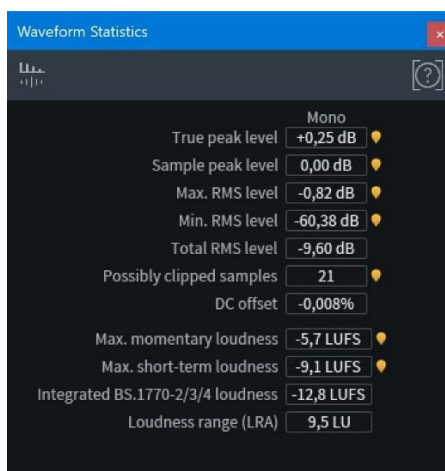 Waveform Statistics
Mono
True peak level +0,25 dB
Sample peak level 0,00 dB
Max. RMS level -0,82 dB
Min. RMS level -60,38 dB
Total RMS level -9,60 dB
Possibly clipped samples 21
DC offset -0,008%
Max. momentary loudness -5,7 LUFS
Max. short-term loudness -9,1 LUFS
Integrated BS.1770-2/3/4 loudness -12,8 LUFS
Loudness range (LRA) 9,5 LU